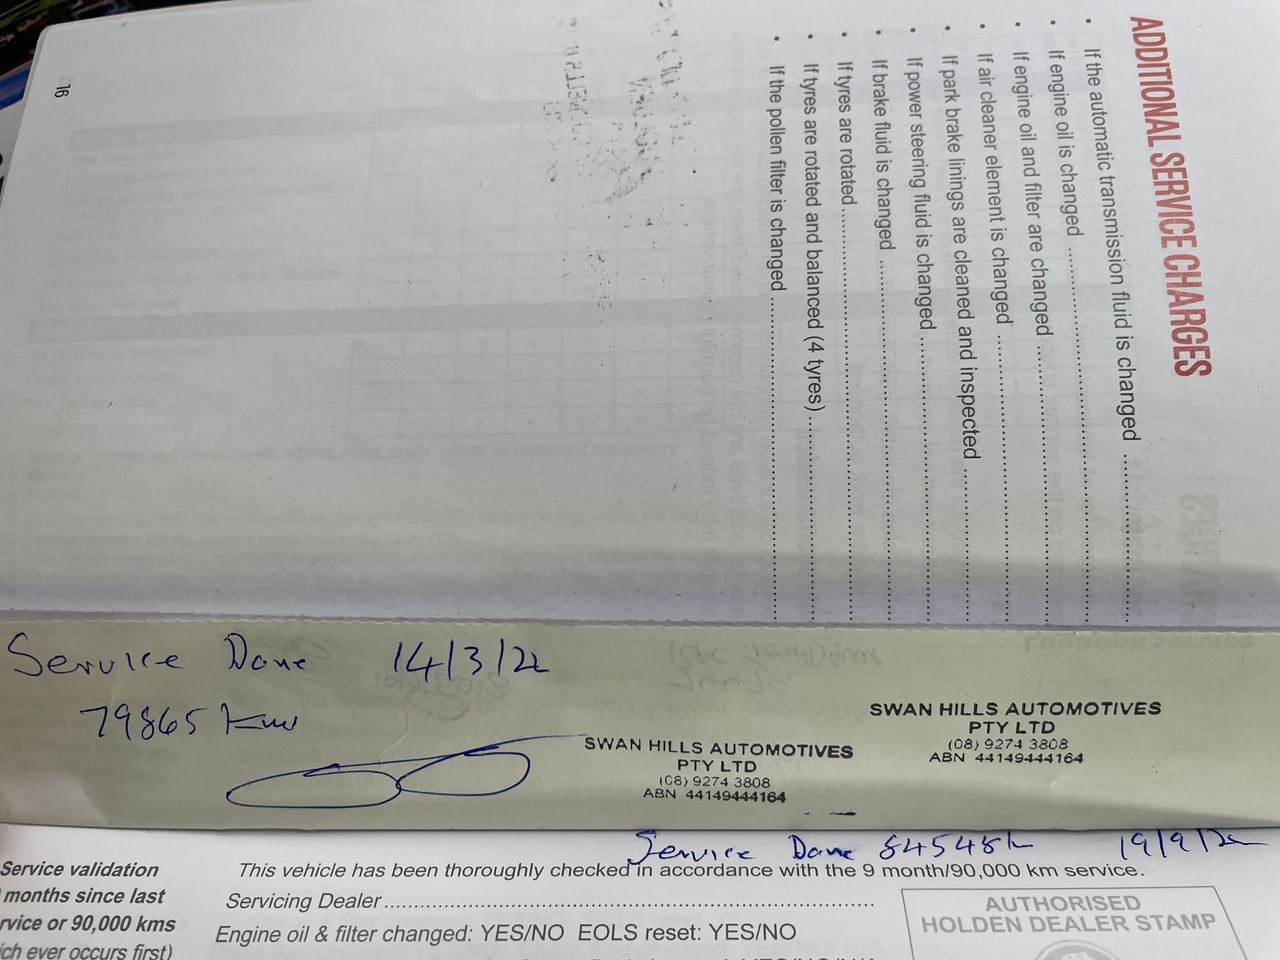 ADDITIONAL SERVICE CHARGES
• If the automatic transmission fluid is changed
• If engine oil is changed
• If engine oil and filter are changed
• If air cleaner element is changed
• If park brake linings are cleaned and inspected
• If power steering fluid is changed
• If brake fluid is changed
• If tyres are rotated
• If tyres are rotated and balanced (4 tyres)
• If the pollen filter is changed
16
Service Done 14/3/22
79865 km
SWAN HILLS AUTOMOTIVES
PTY LTD
(08) 9274 3808
ABN 44149444164
SWAN HILLS AUTOMOTIVES
PTY LTD
(08) 9274 3808
ABN 44149444164
Service Done 84548k 19/9/22
Service validation
months since last
rvice or 90,000 kms
ich ever occurs first)
This vehicle has been thoroughly checked in accordance with the 9 month/90,000 km service.
Servicing Dealer
Engine oil & filter changed: YES/NO EOLS reset: YES/NO
AUTHORISED
HOLDEN DEALER STAMP